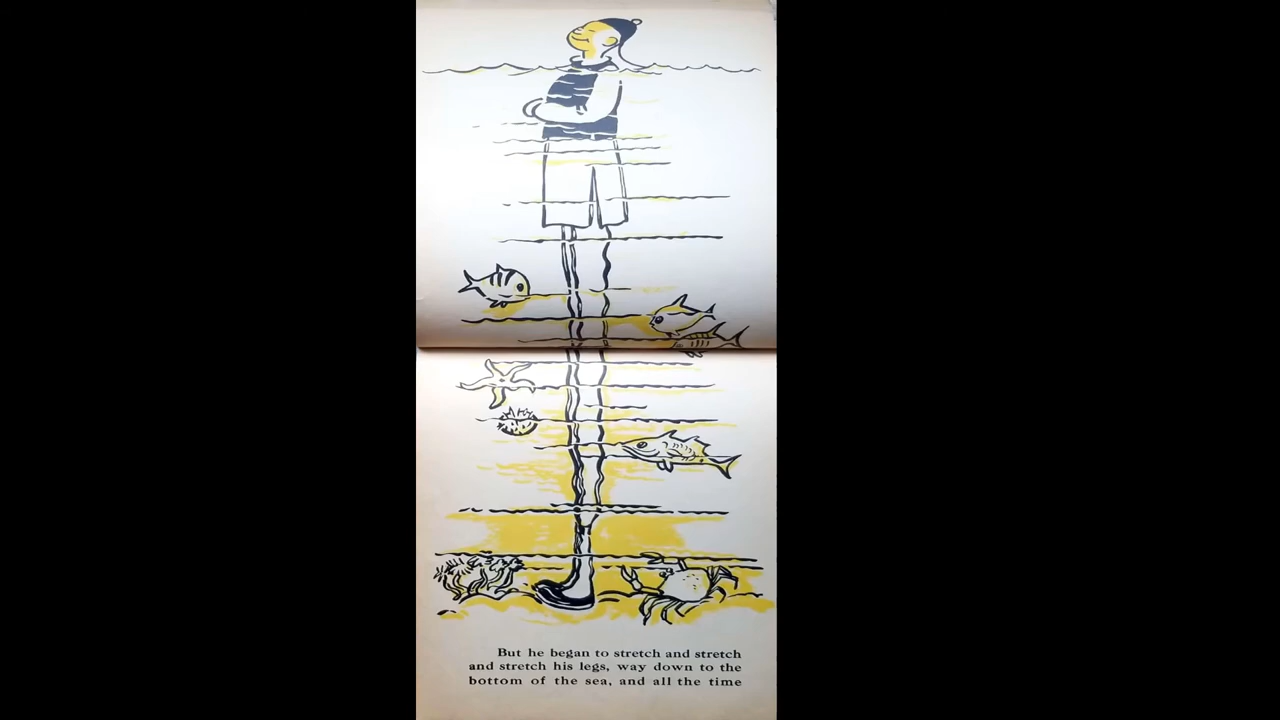 But he began to stretch and stretch
and stretch his legs, way down to the
bottom of the sea, and all the time